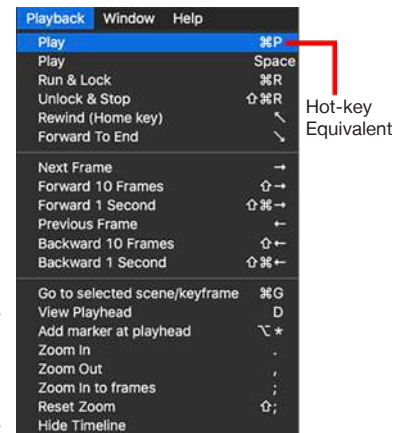 Playback Window Help
Play ⌘P
Play Space
Run & Lock ⌘R
Unlock & Stop ⇧⌘R
Rewind (Home key) ↖
Forward To End ↘
Next Frame →
Forward 10 Frames ⇧→
Forward 1 Second ⇧⌘→
Previous Frame ←
Backward 10 Frames ⇧←
Backward 1 Second ⇧⌘←
Go to selected scene/keyframe ⌘G
View Playhead D
Add marker at playhead ⌥*
Zoom In .
Zoom Out ,
Zoom In to frames ;
Reset Zoom ⇧;
Hide Timeline
Hot-key
Equivalent